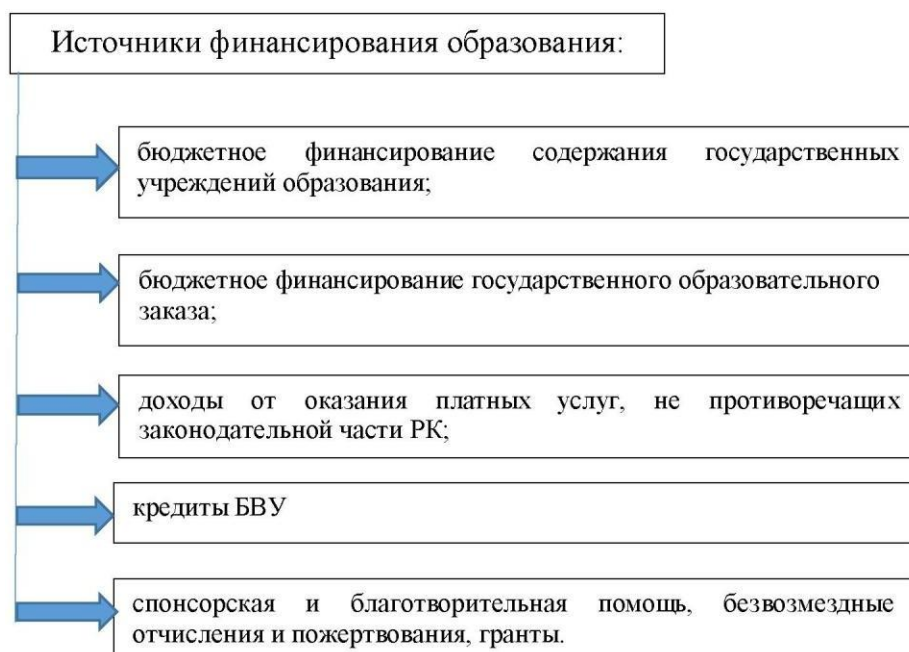 Источники финансирования образования:
бюджетное финансирование содержания государственных
учреждений образования;
бюджетное финансирование государственного образовательного
заказа;
доходы от оказания платных услуг, не противоречащих
законодательной части РК;
кредиты БВУ
спонсорская и благотворительная помощь, безвозмездные
отчисления и пожертвования, гранты.